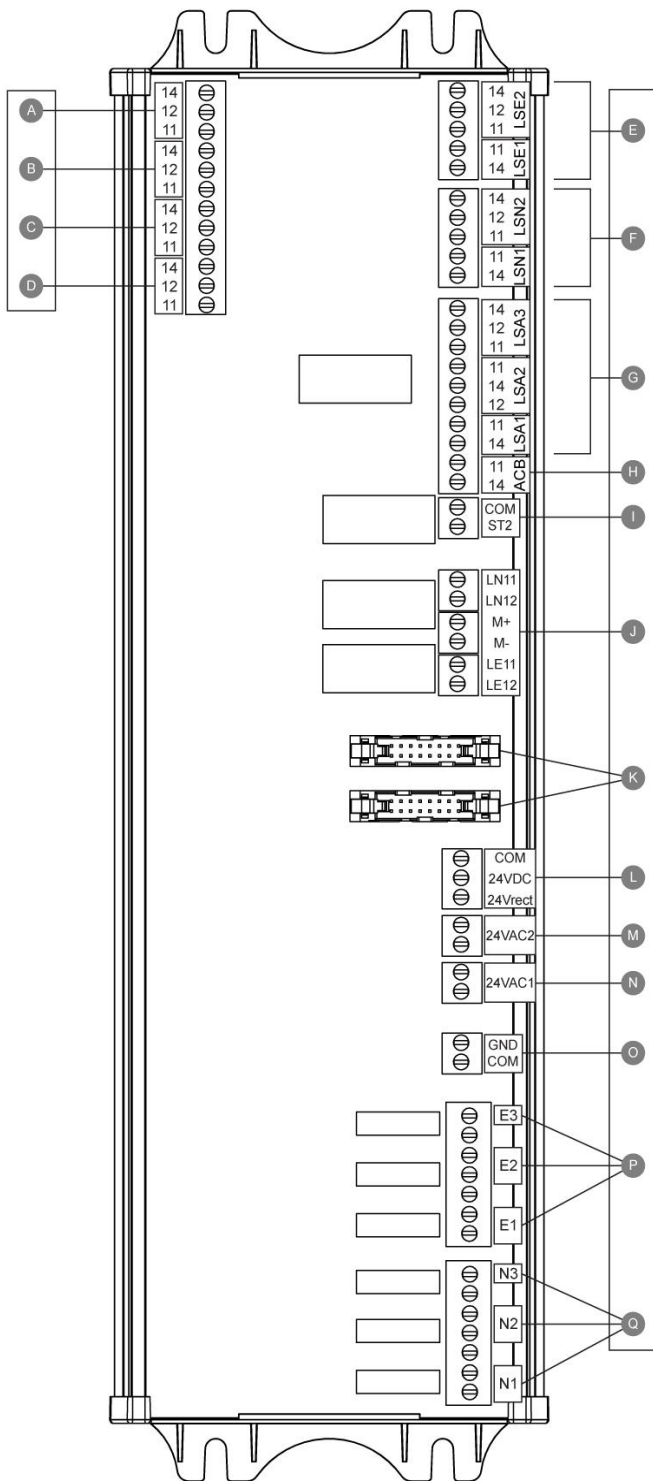 A
14
12
11
B
14
12
11
C
14
12
11
D
14
12
11
E
14
12
11
LSE2
11
14
LSE1
F
14
12
11
LSN2
11
14
LSN1
G
14
12
11
LSA3
11
14
12
LSA2
11
14
LSA1
H
11
14
ACB
I
COM
ST2
J
LN11
LN12
M+
M-
LE11
LE12
K
L
COM
24VDC
24Vrect
M
24VAC2
N
24VAC1
O
GND
COM
P
E3
E2
E1
Q
N3
N2
N1